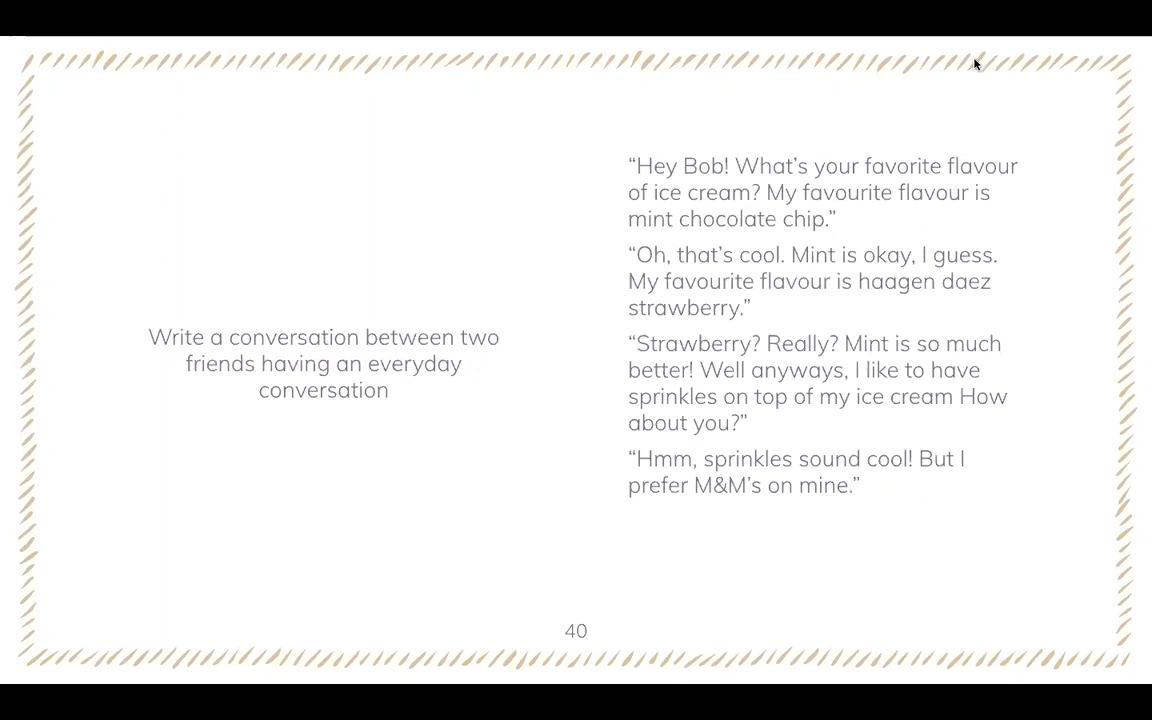 Write a conversation between two
friends having an everyday
conversation
“Hey Bob! What’s your favorite flavour
of ice cream? My favourite flavour is
mint chocolate chip.”
“Oh, that’s cool. Mint is okay, I guess.
My favourite flavour is haagen daez
strawberry.”
“Strawberry? Really? Mint is so much
better! Well anyways, I like to have
sprinkles on top of my ice cream How
about you?”
“Hmm, sprinkles sound cool! But I
prefer M&M’s on mine.”
40